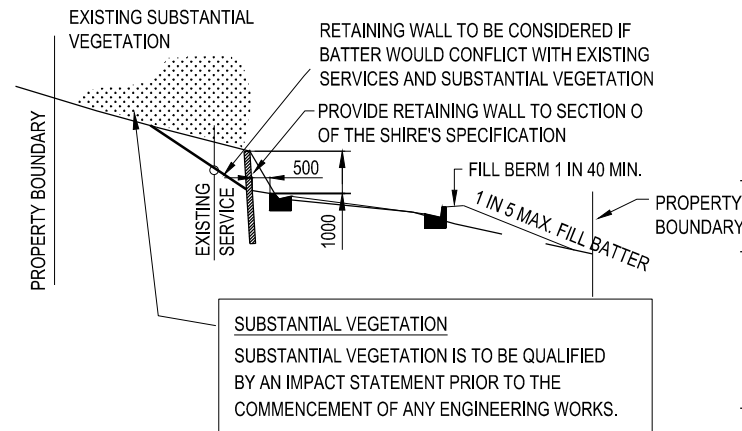 EXISTING SUBSTANTIAL
VEGETATION
RETAINING WALL TO BE CONSIDERED IF
BATTER WOULD CONFLICT WITH EXISTING
SERVICES AND SUBSTANTIAL VEGETATION
PROVIDE RETAINING WALL TO SECTION O
OF THE SHIRE'S SPECIFICATION
500
FILL BERM 1 IN 40 MIN.
PROPERTY BOUNDARY
EXISTING
SERVICE
1000
1 IN 5 MAX. FILL BATTER
PROPERTY
BOUNDARY
SUBSTANTIAL VEGETATION
SUBSTANTIAL VEGETATION IS TO BE QUALIFIED
BY AN IMPACT STATEMENT PRIOR TO THE
COMMENCEMENT OF ANY ENGINEERING WORKS.